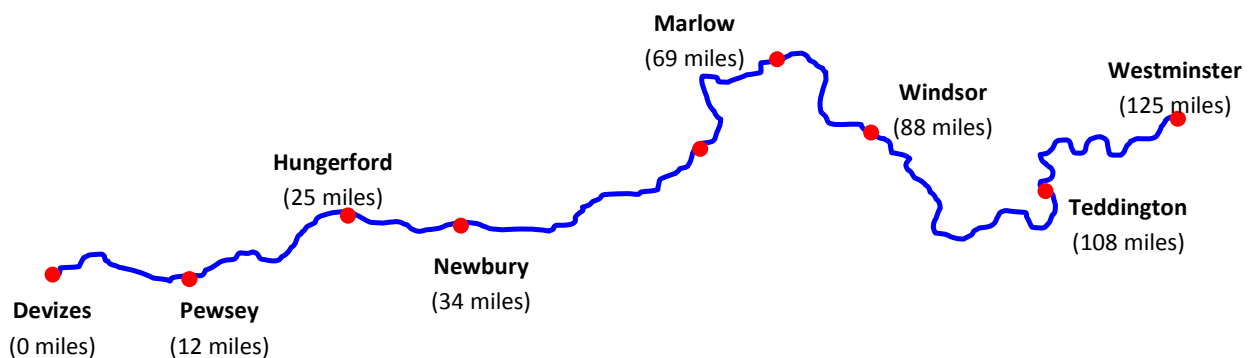 Marlow
(69 miles)
Westminster
(125 miles)
Windsor
(88 miles)
Hungerford
(25 miles)
Teddington
(108 miles)
Newbury
(34 miles)
Devizes
(0 miles)
Pewsey
(12 miles)